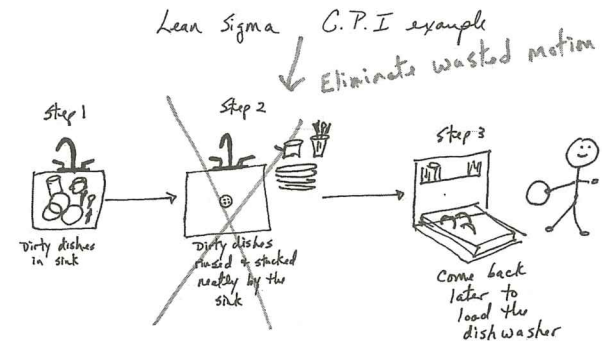 Lean Sigma C.P.I example
Eliminate wasted motion
Step 1
Dirty dishes
in sink
Step 2
Dirty dishes
rinsed & stacked
neatly by the
sink
Step 3
Come back
later to
load the
dishwasher